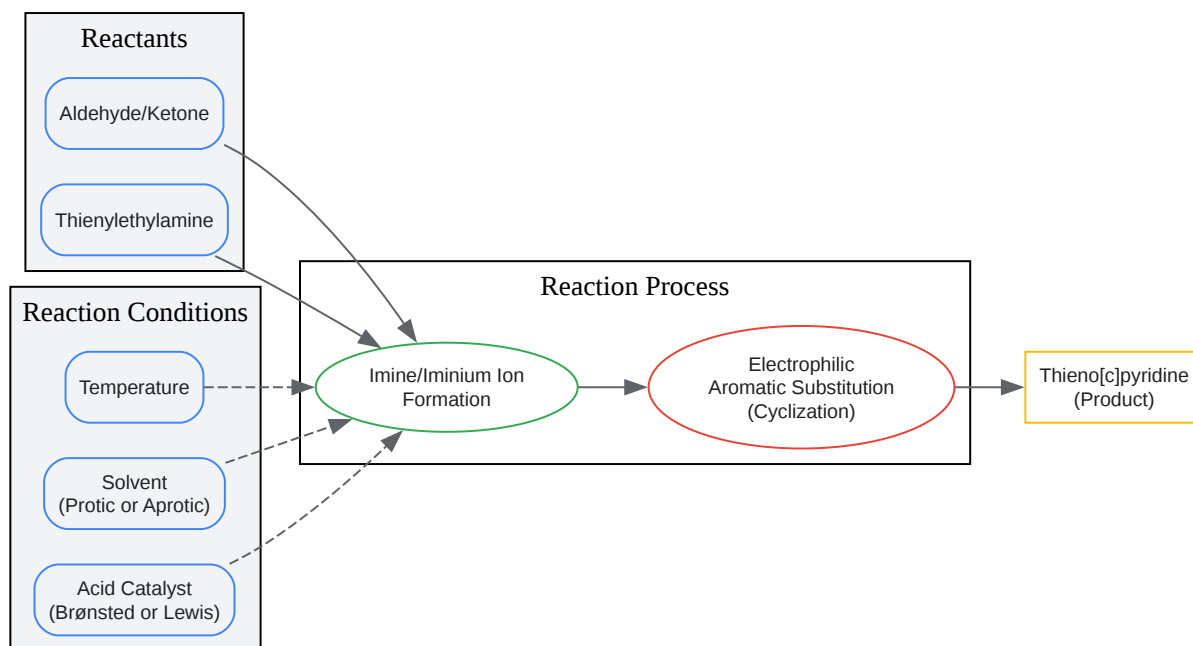 Reactants
Aldehyde/Ketone
Thienylethylamine
Reaction Conditions
Temperature
Solvent
(Protic or Aprotic)
Acid Catalyst
(Brønsted or Lewis)
Reaction Process
Imine/Iminium Ion
Formation
Electrophilic
Aromatic Substitution
(Cyclization)
Thieno[c]pyridine
(Product)